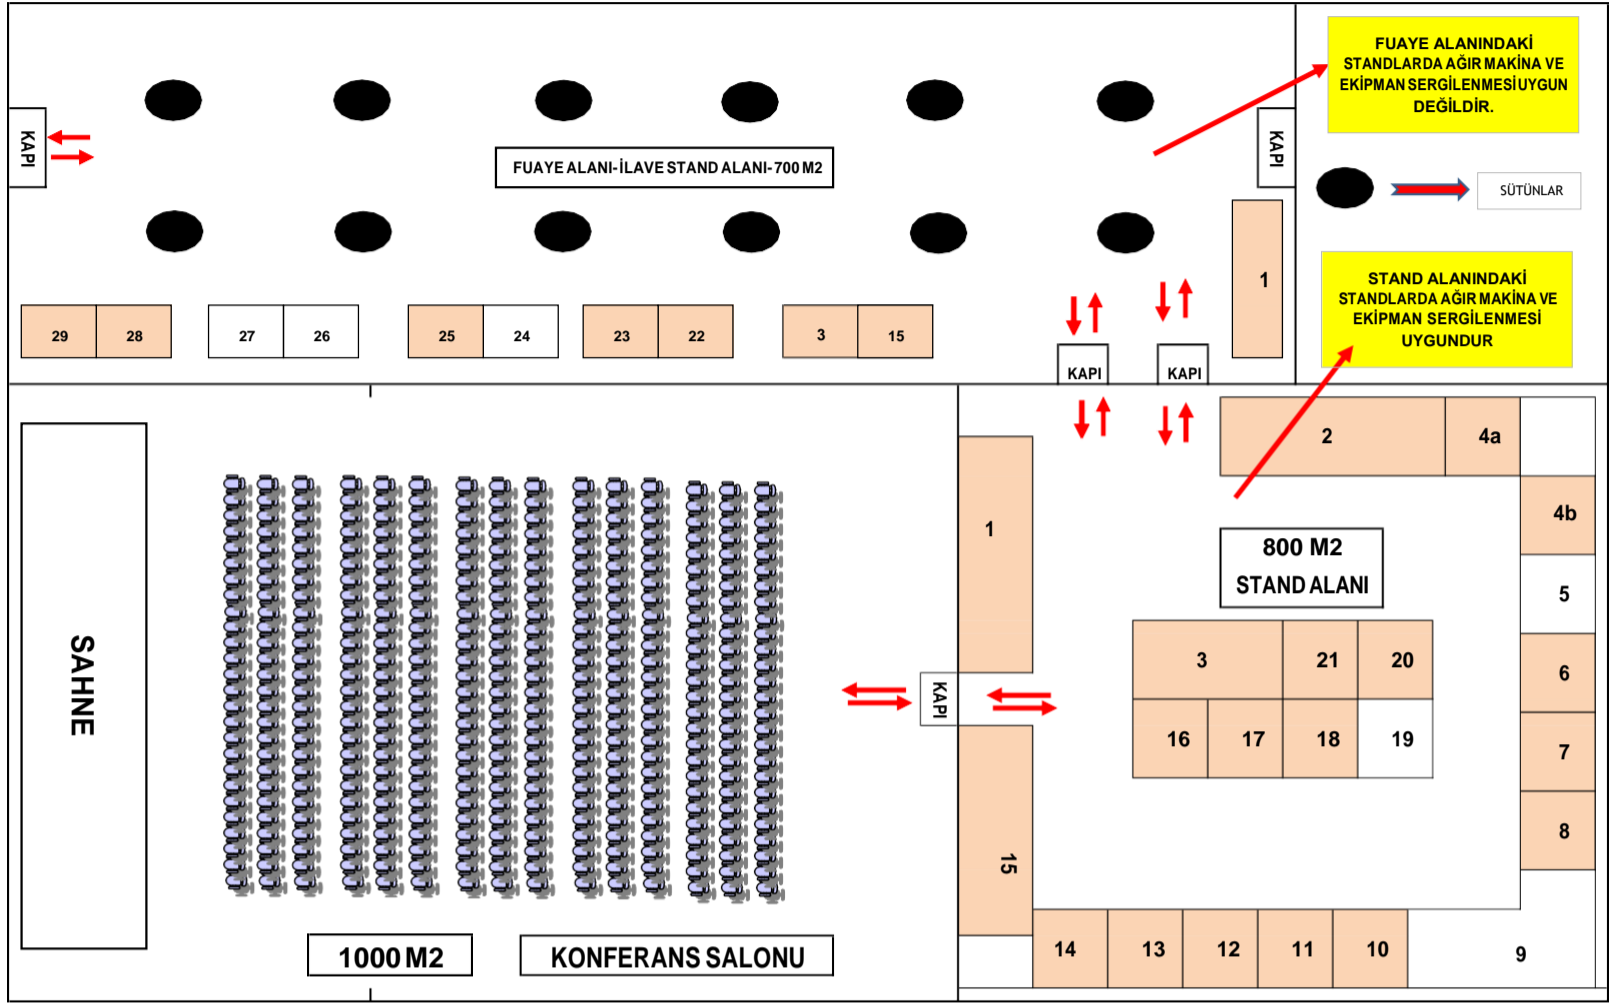 FUAYE ALANINDAKİ
STANDLARDA AĞIR MAKİNA VE
EKİPMAN SERGİLENMESİ UYGUN
DEĞİLDİR.
KAPI
KAPI
FUAYE ALANI-İLAVE STAND ALANI-700 M2
SÜTÜNLAR
1
STAND ALANINDAKİ
STANDLARDA AĞIR MAKİNA VE
EKİPMAN SERGİLENMESİ
UYGUNDUR
29
28
27
26
25
24
23
22
3
15
KAPI
KAPI
2
4a
4b
1
800 M2
STAND ALANI
5
SAHNE
3
21
20
6
KAPI
16
17
18
19
7
8
15
14
13
12
11
10
9
1000 M2
KONFERANS SALONU